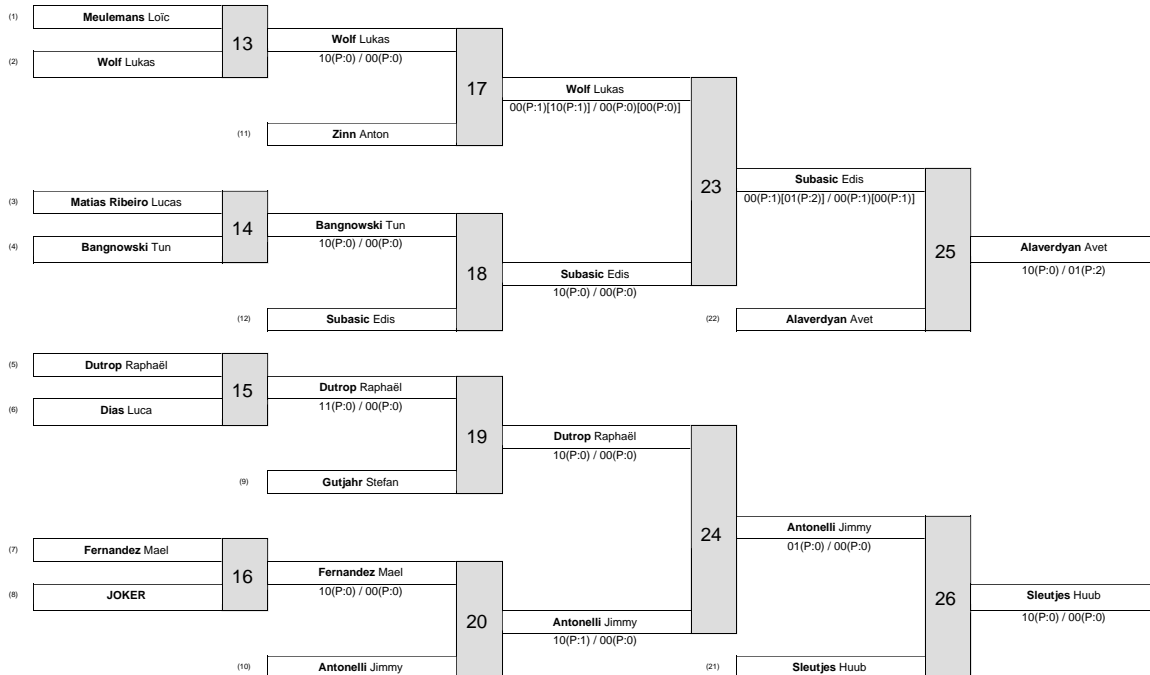 (1)
Meulemans Loïc
13
(2)
Wolf Lukas
Wolf Lukas
10(P:0) / 00(P:0)
17
(11)
Zinn Anton
Wolf Lukas
00(P:1)[10(P:1)] / 00(P:0)[00(P:0)]
23
(3)
Matias Ribeiro Lucas
14
(4)
Bangnowski Tun
Bangnowski Tun
10(P:0) / 00(P:0)
18
(12)
Subasic Edis
Subasic Edis
10(P:0) / 00(P:0)
Subasic Edis
00(P:1)[01(P:2)] / 00(P:1)[00(P:1)]
25
(22)
Alaverdyan Avet
Alaverdyan Avet
10(P:0) / 01(P:2)
(5)
Dutrop Raphaël
15
(6)
Dias Luca
Dutrop Raphaël
11(P:0) / 00(P:0)
19
(9)
Gutjahr Stefan
Dutrop Raphaël
10(P:0) / 00(P:0)
24
(7)
Fernandez Mael
16
(8)
JOKER
Fernandez Mael
10(P:0) / 00(P:0)
20
(10)
Antonelli Jimmy
Antonelli Jimmy
10(P:1) / 00(P:0)
Antonelli Jimmy
01(P:0) / 00(P:0)
26
(21)
Sleutjes Huub
Sleutjes Huub
10(P:0) / 00(P:0)